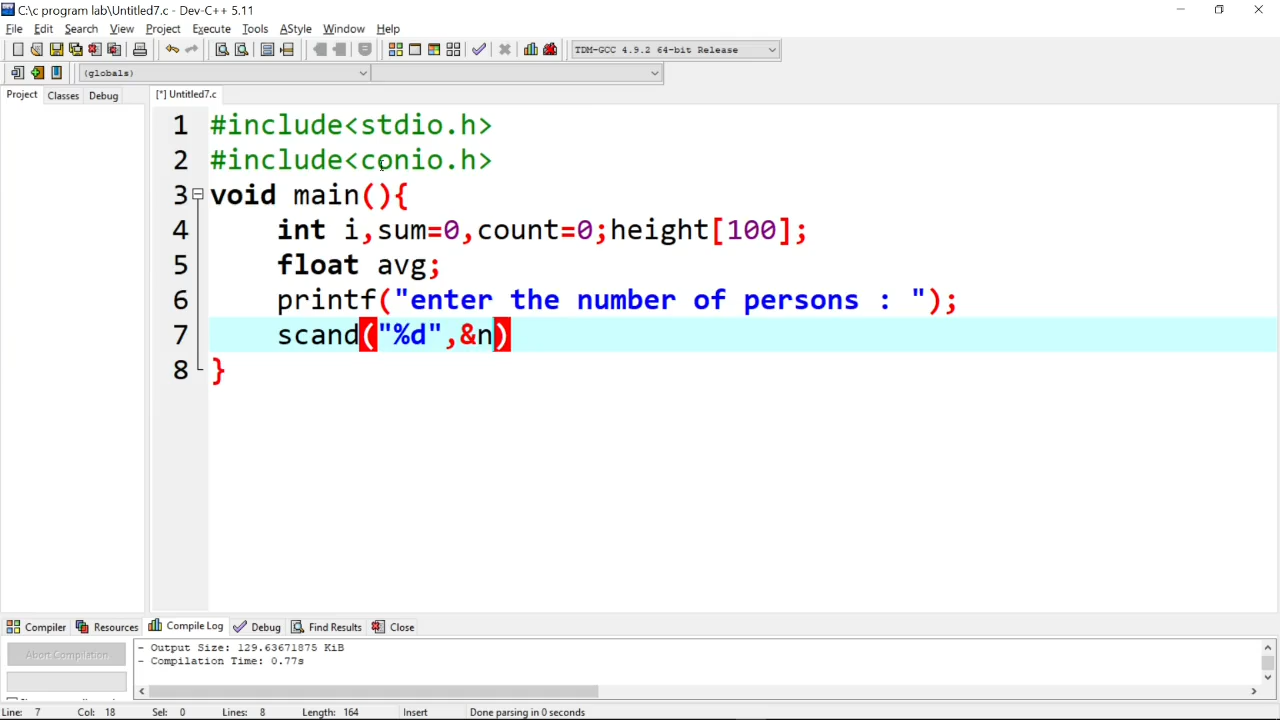 C:\c program lab\Untitled7.c - Dev-C++ 5.11
File Edit Search View Project Execute Tools AStyle Window Help
TDM-GCC 4.9.2 64-bit Release
(globals)
Project Classes Debug [*] Untitled7.c
1 #include<stdio.h>
2 #include<conio.h>
3 void main(){
4 int i,sum=0,count=0;height[100];
5 float avg;
6 printf("enter the number of persons : ");
7 scand("%d",&n)
8 }
Compiler Resources Compile Log Debug Find Results Close
Abort Compilation
- Output Size: 129.63671875 KiB
- Compilation Time: 0.77s
Line: 7 Col: 18 Sel: 0 Lines: 8 Length: 164 Insert Done parsing in 0 seconds